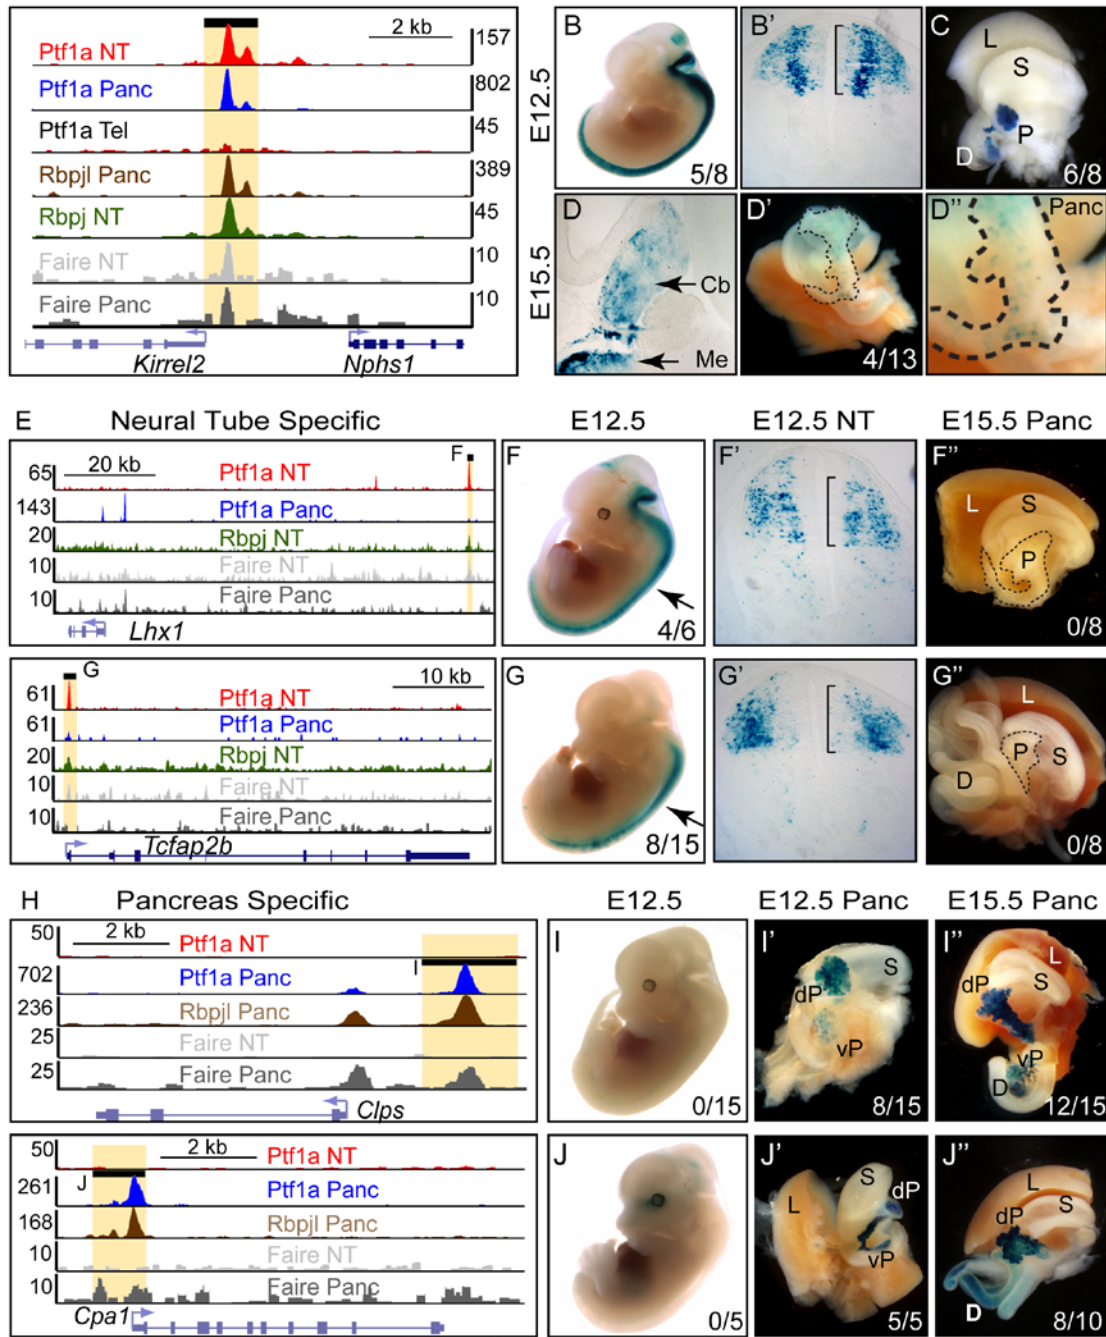 Ptf1a NT
2 kb
157
Ptf1a Panc
802
Ptf1a Tel
45
Rbpjl Panc
389
Rbpj NT
45
Faire NT
10
Faire Panc
10
Kirrel2
Nphs1
E12.5
B
5/8
B'
C
L
S
P
D
6/8
E15.5
D
Cb
Me
D'
4/13
D''
Panc
E
Neural Tube Specific
E12.5
E12.5 NT
E15.5 Panc
20 kb
65
Ptf1a NT
F
143
Ptf1a Panc
20
Rbpj NT
10
Faire NT
10
Faire Panc
Lhx1
F
4/6
F'
F''
L
S
P
0/8
G
10 kb
61
Ptf1a NT
61
Ptf1a Panc
20
Rbpj NT
10
Faire NT
10
Faire Panc
Tcfap2b
G
8/15
G'
G''
L
P
S
D
0/8
H
Pancreas Specific
E12.5
E12.5 Panc
E15.5 Panc
50
2 kb
Ptf1a NT
702
Ptf1a Panc
I
236
Rbpjl Panc
25
Faire NT
25
Faire Panc
Clps
I
0/15
I'
S
dP
vP
8/15
I''
L
S
dP
vP
D
12/15
50
2 kb
Ptf1a NT
J
261
Ptf1a Panc
168
Rbpjl Panc
10
Faire NT
10
Faire Panc
Cpa1
J
0/5
J'
S
dP
L
vP
5/5
J''
L
S
dP
D
8/10